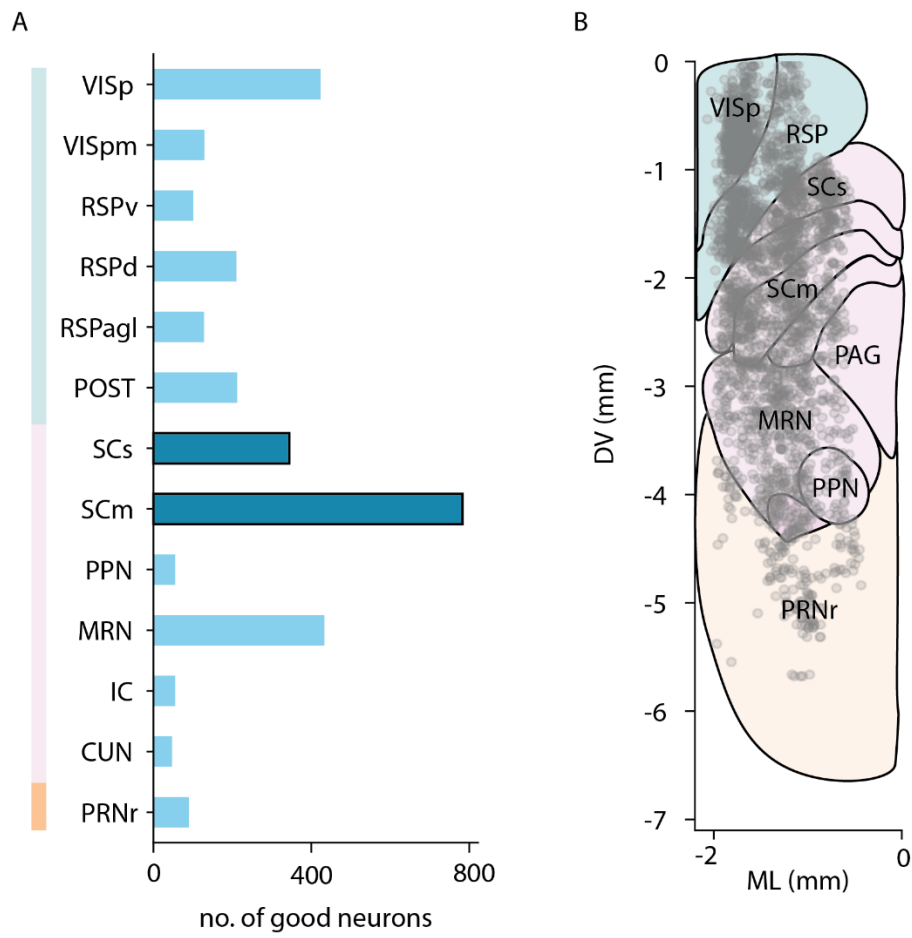 A
VISp
VISpm
RSPv
RSPd
RSPagl
POST
SCs
SCm
PPN
MRN
IC
CUN
PRNr
0
400
800
no. of good neurons
B
0
-1
-2
-3
-4
-5
-6
-7
DV (mm)
VISp
RSP
SCs
SCm
PAG
MRN
PPN
PRNr
-2
0
ML (mm)